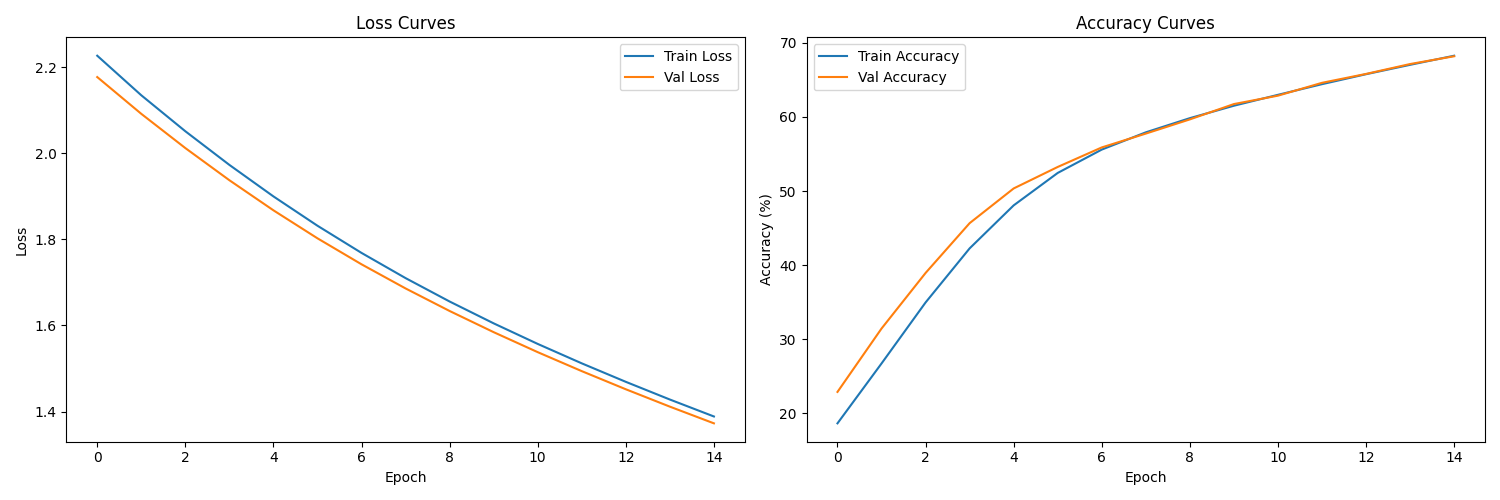 Loss Curves
Train Loss
Val Loss
2.2
2.0
1.8
1.6
1.4
Loss
0 2 4 6 8 10 12 14
Epoch
Accuracy Curves
Train Accuracy
Val Accuracy
70
60
50
40
30
20
Accuracy (%)
0 2 4 6 8 10 12 14
Epoch